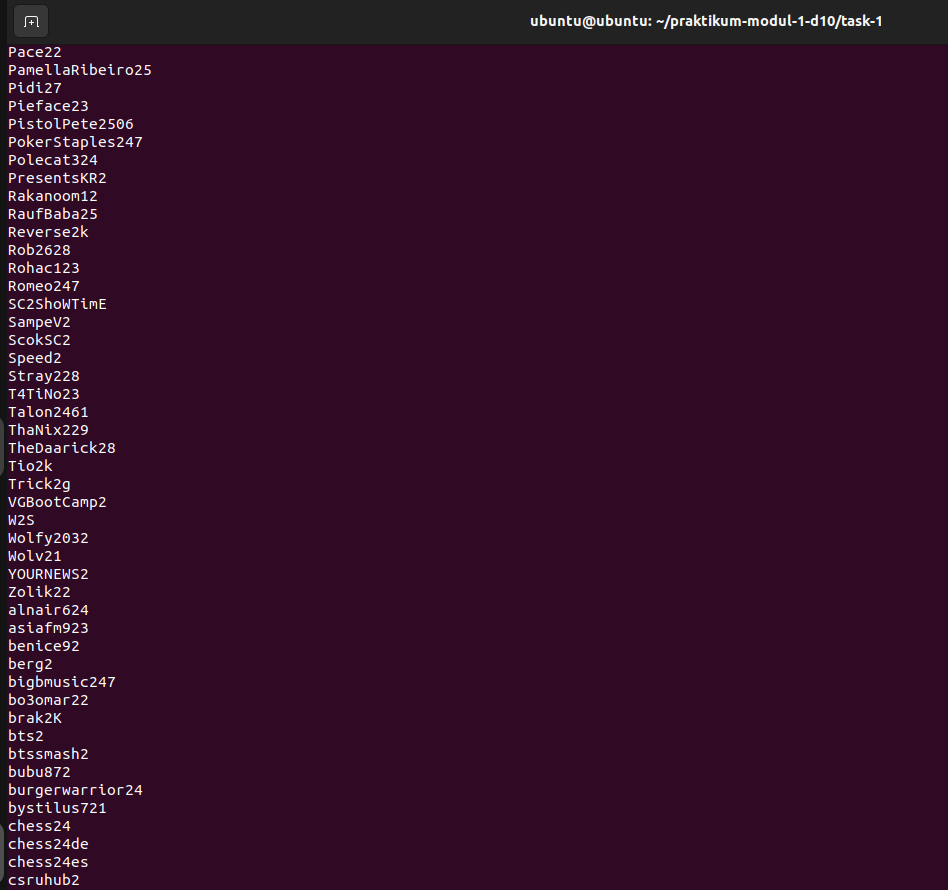 ubuntu@ubuntu: ~/praktikum-modul-1-d10/task-1
Pace22
PamellaRibeiro25
Pidi27
Pieface23
PistolPete2506
PokerStaples247
Polecat324
PresentsKR2
Rakanoom12
RaufBaba25
Reverse2k
Rob2628
Rohac123
Romeo247
SC2ShoWTimE
SampeV2
ScokSC2
Speed2
Stray228
T4TiNo23
Talon2461
ThaNix229
TheDaarick28
Tio2k
Trick2g
VGBootCamp2
W2S
Wolfy2032
Wolv21
YOURNEWS2
Zolik22
alnair624
asiafm923
benice92
berg2
bigbmusic247
bo3omar22
brak2K
bts2
btssmash2
bubu872
burgerwarrior24
bystilus721
chess24
chess24de
chess24es
csruhub2